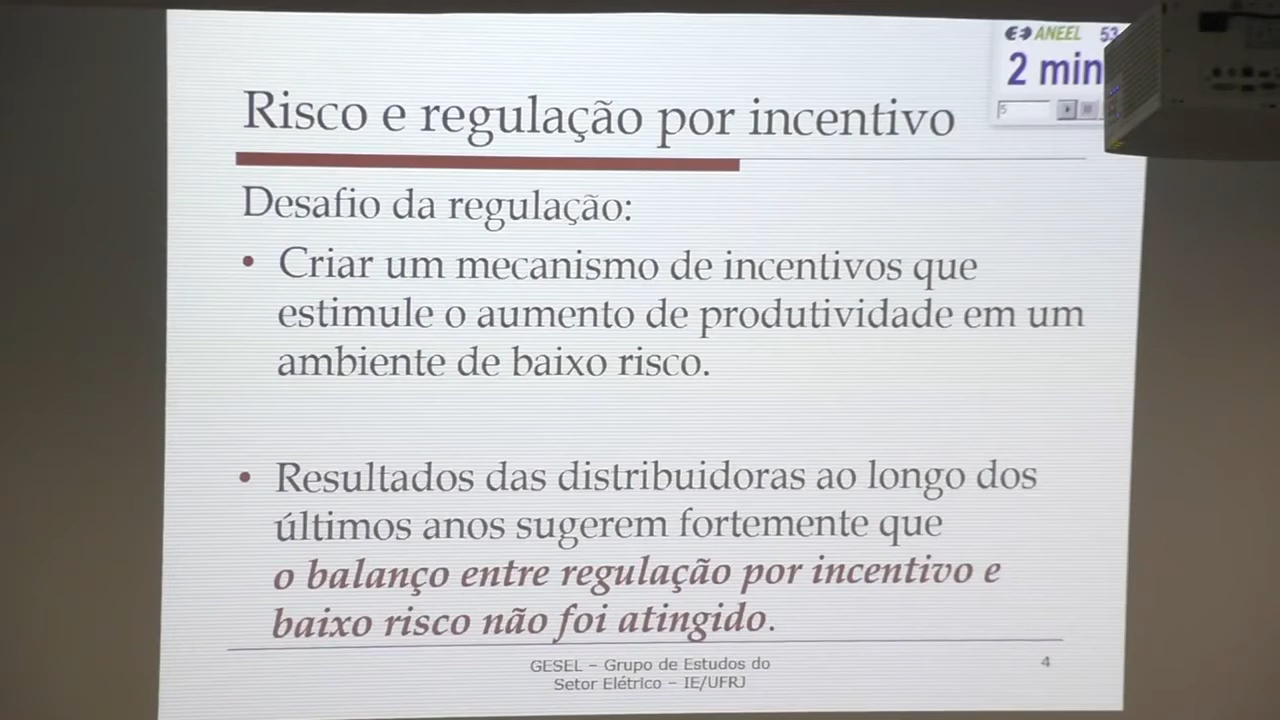 ANEEL 53
2 min
5
Risco e regulação por incentivo
Desafio da regulação:
• Criar um mecanismo de incentivos que
estimule o aumento de produtividade em um
ambiente de baixo risco.
• Resultados das distribuidoras ao longo dos
últimos anos sugerem fortemente que
o balanço entre regulação por incentivo e
baixo risco não foi atingido.
GESEL – Grupo de Estudos do
Setor Elétrico – IE/UFRJ
4